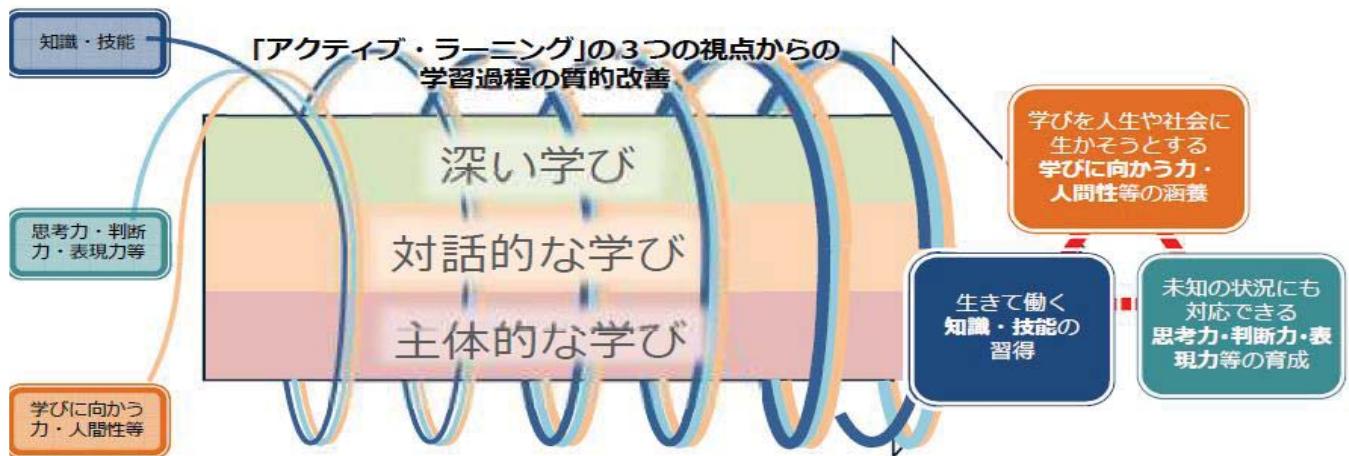 知識・技能
「アクティブ・ラーニング」の３つの視点からの
学習過程の質的改善
深い学び
対話的な学び
主体的な学び
思考力・判断
力・表現力等
学びに向かう
力・人間性等
学びを人生や社会に
生かそうとする
学びに向かう力・
人間性等の涵養
生きて働く
知識・技能の
習得
未知の状況にも
対応できる
思考力・判断力・表
現力等の育成